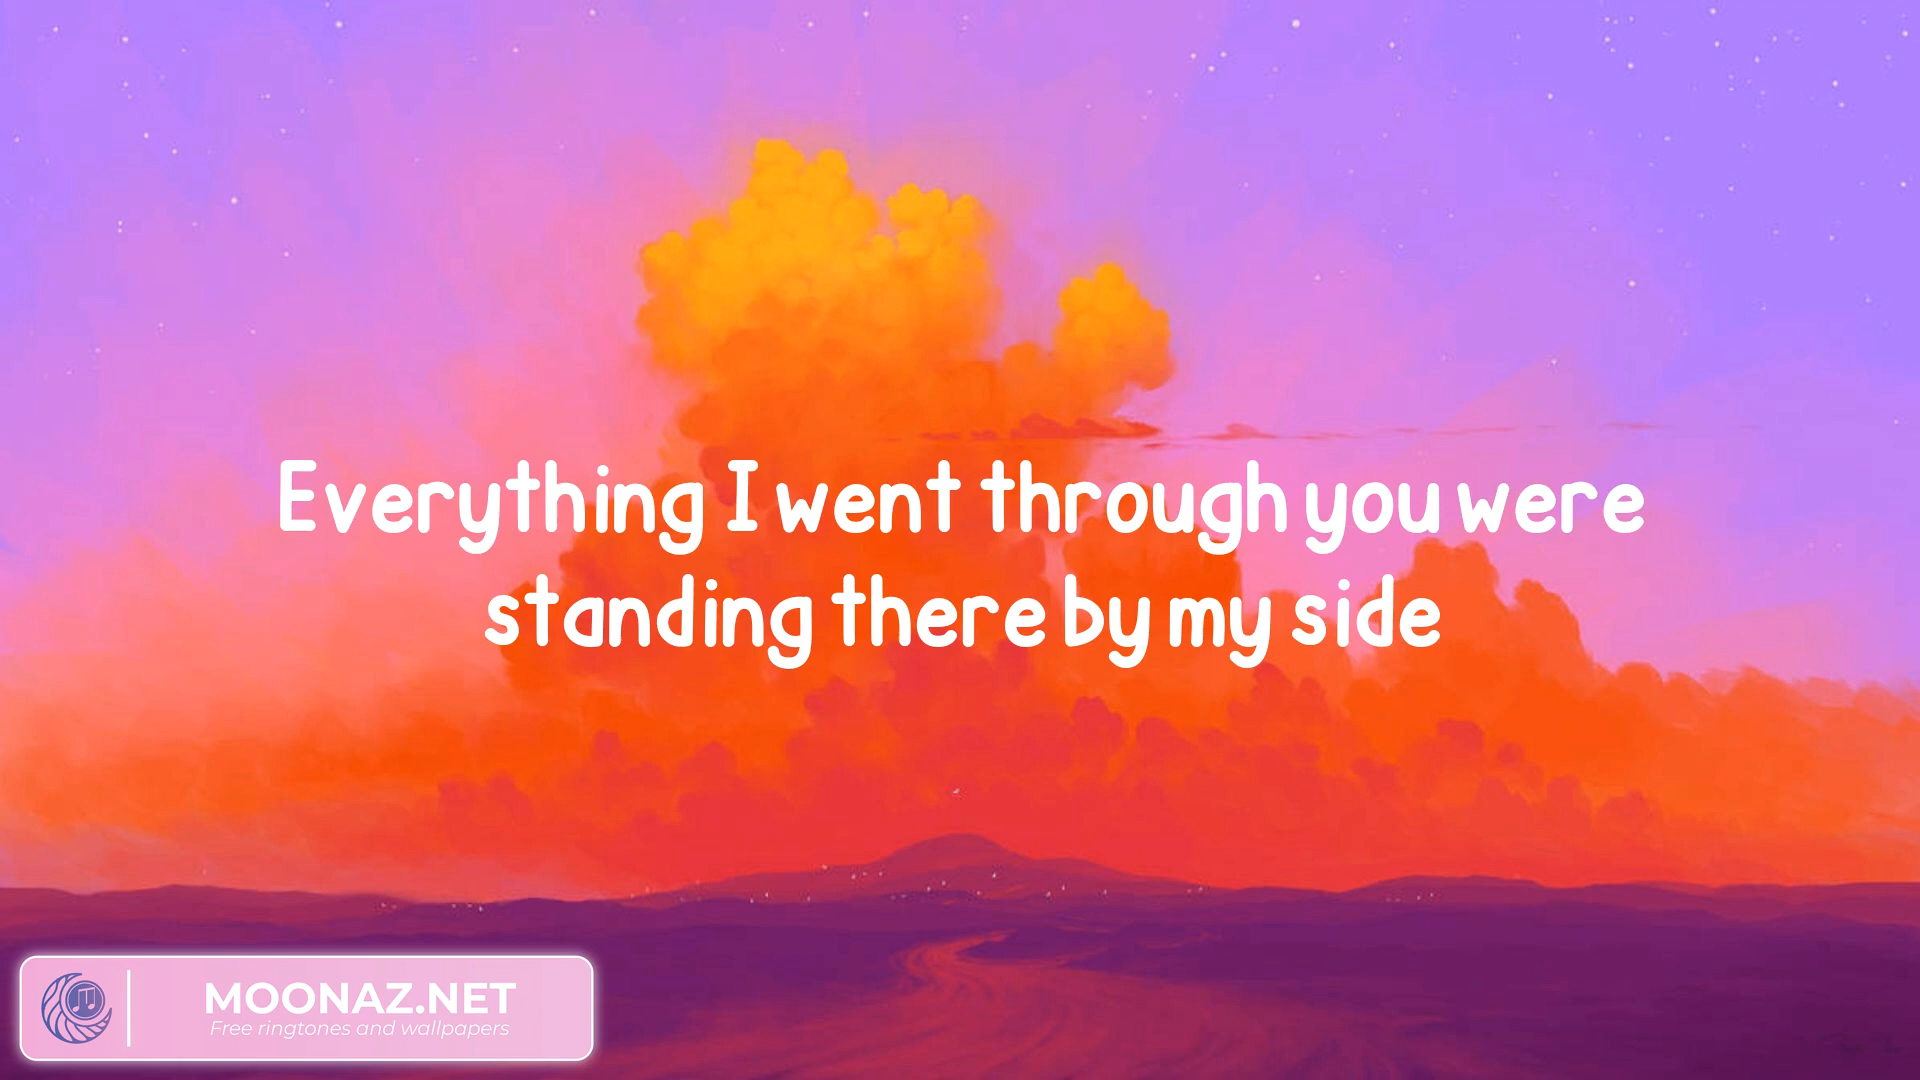 Everything I went through you were
standing there by my side
MOONAZ.NET
Free ringtones and wallpapers